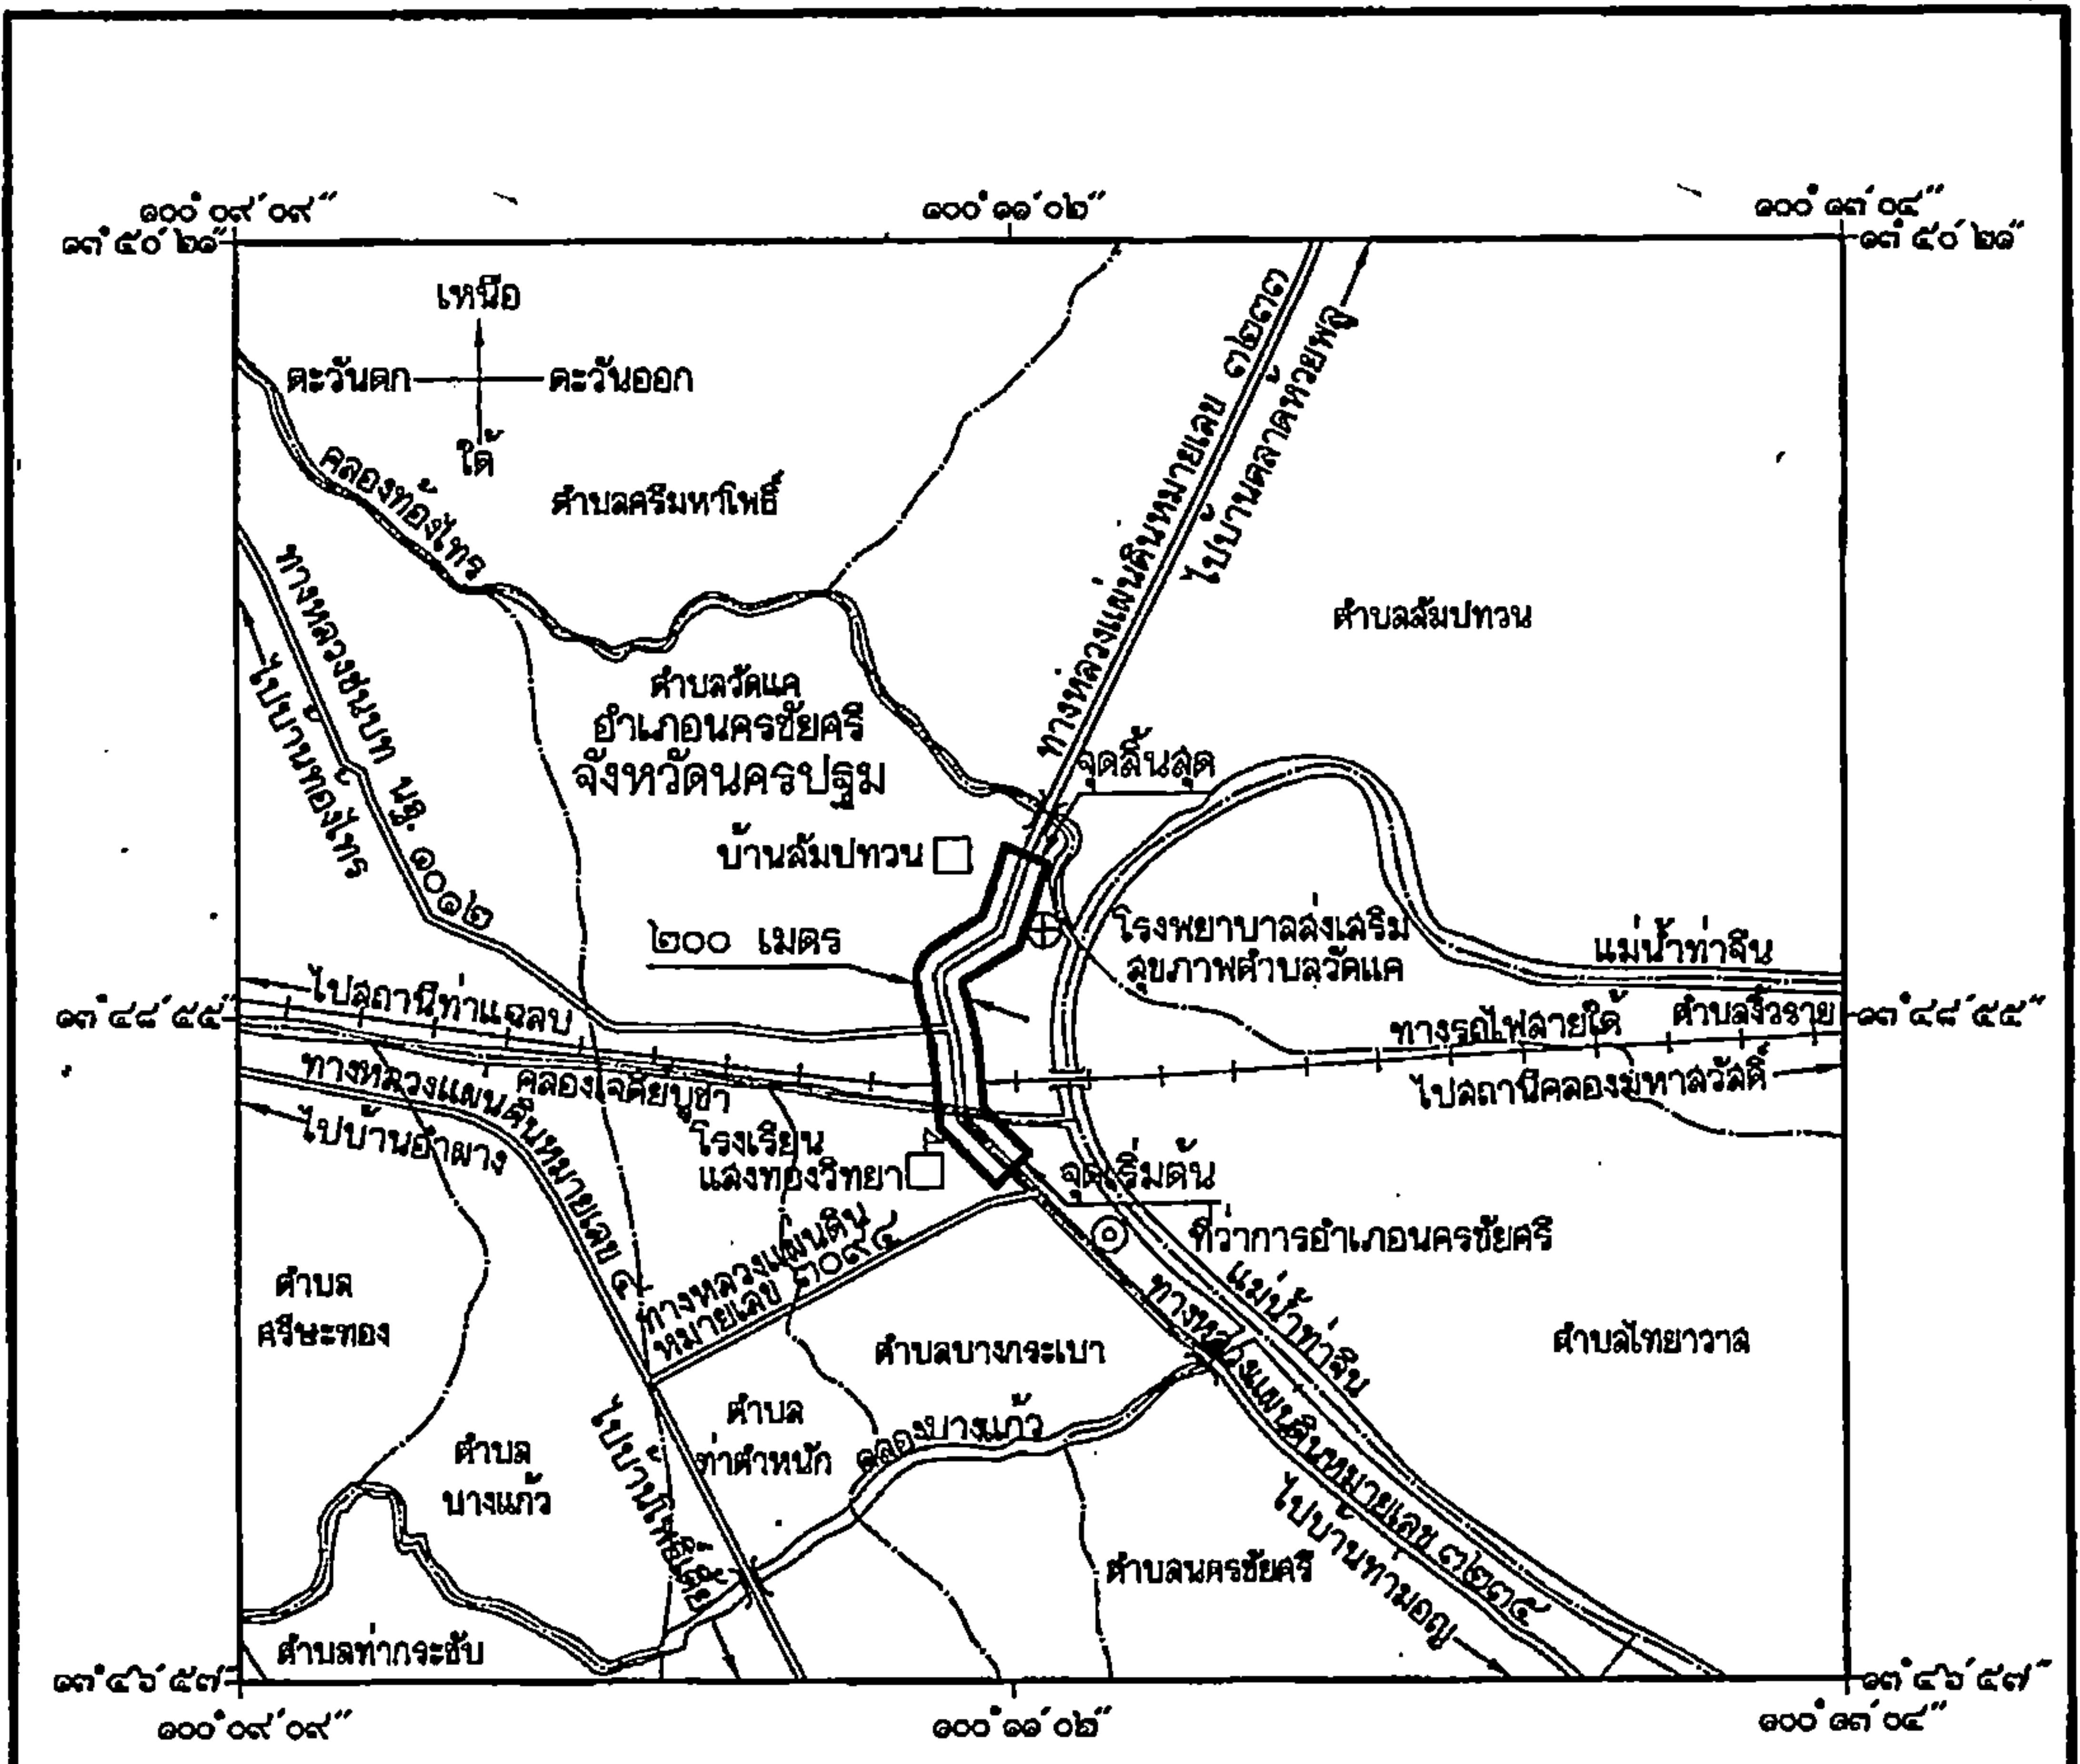 ๑๐๐° ๐๙´ ๐๙˝
๑๐๐° ๑๑´ ๐๒˝
๑๐๐° ๑๓´ ๐๔˝
๑๓° ๕๐´ ๒๑˝
๑๓° ๕๐´ ๒๑˝
เหนือ
ตะวันตก
ตะวันออก
ใต้
คลองท้องไทร
ตำบลศรีมหาโพธิ์
ทางหลวงแผ่นดินหมายเลข ๓๒๓๓
ไปบ้านตลาดห้วยพลู
ตำบลสัมปทวน
ทางหลวงชนบท นฐ. ๑๐๑๒
ไปบ้านท้องไทร
ตำบลวัดแค
อำเภอนครชัยศรี
จังหวัดนครปฐม
จุดสิ้นสุด
บ้านสัมปทวน
๒๐๐ เมตร
โรงพยาบาลส่งเสริม
สุขภาพตำบลวัดแค
แม่น้ำท่าจีน
ไปสถานีท่าแฉลบ
๑๓° ๔๘´ ๕๕˝
ทางรถไฟสายใต้
ตำบลงิ้วราย
๑๓° ๔๘´ ๕๕˝
ไปสถานีคลองมหาสวัสดิ์
ทางหลวงแผ่นดินหมายเลข ๔
คลองเจดีย์บูชา
ไปบ้านอ้าผาง
โรงเรียน
แสงทองวิทยา
จุดเริ่มต้น
ที่ว่าการอำเภอนครชัยศรี
ทางหลวงแผ่นดิน
หมายเลข ๓๐๙๔
แม่น้ำท่าจีน
ตำบล
ศรีษะทอง
ตำบลบางกระเบา
ตำบลไทยาวาส
ทางหลวงแผ่นดินหมายเลข ๓๒๓๕
ตำบล
ท่าตำหนัก
คลองบางแก้ว
ตำบล
บางแก้ว
ไปบ้านโพธิ์เตี้ย
ตำบลนครชัยศรี
ไปบ้านท่ามอญ
ตำบลท่ากระชับ
๑๓° ๔๖´ ๕๗˝
๑๓° ๔๖´ ๕๗˝
๑๐๐° ๐๙´ ๐๙˝
๑๐๐° ๑๑´ ๐๒˝
๑๐๐° ๑๓´ ๐๔˝